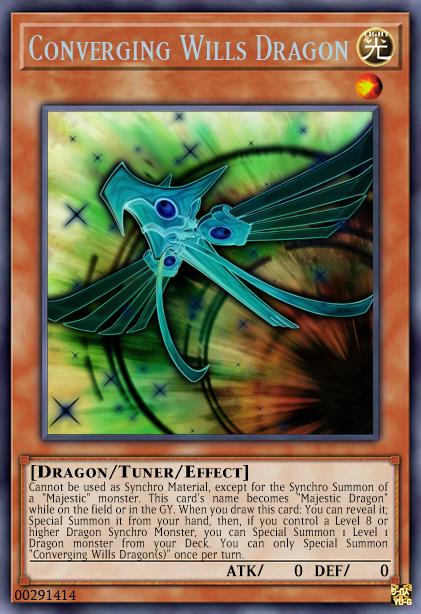 Converging Wills Dragon
LIGHT
光
[Dragon/Tuner/Effect]
Cannot be used as Synchro Material, except for the Synchro Summon of
a "Majestic" monster. This card's name becomes "Majestic Dragon"
while on the field or in the GY. When you draw this card: You can reveal it;
Special Summon it from your hand, then, if you control a Level 8 or
higher Dragon Synchro Monster, you can Special Summon 1 Level 1
Dragon monster from your Deck. You can only Special Summon
"Converging Wills Dragon(s)" once per turn.
ATK/ 0 DEF/ 0
00291414